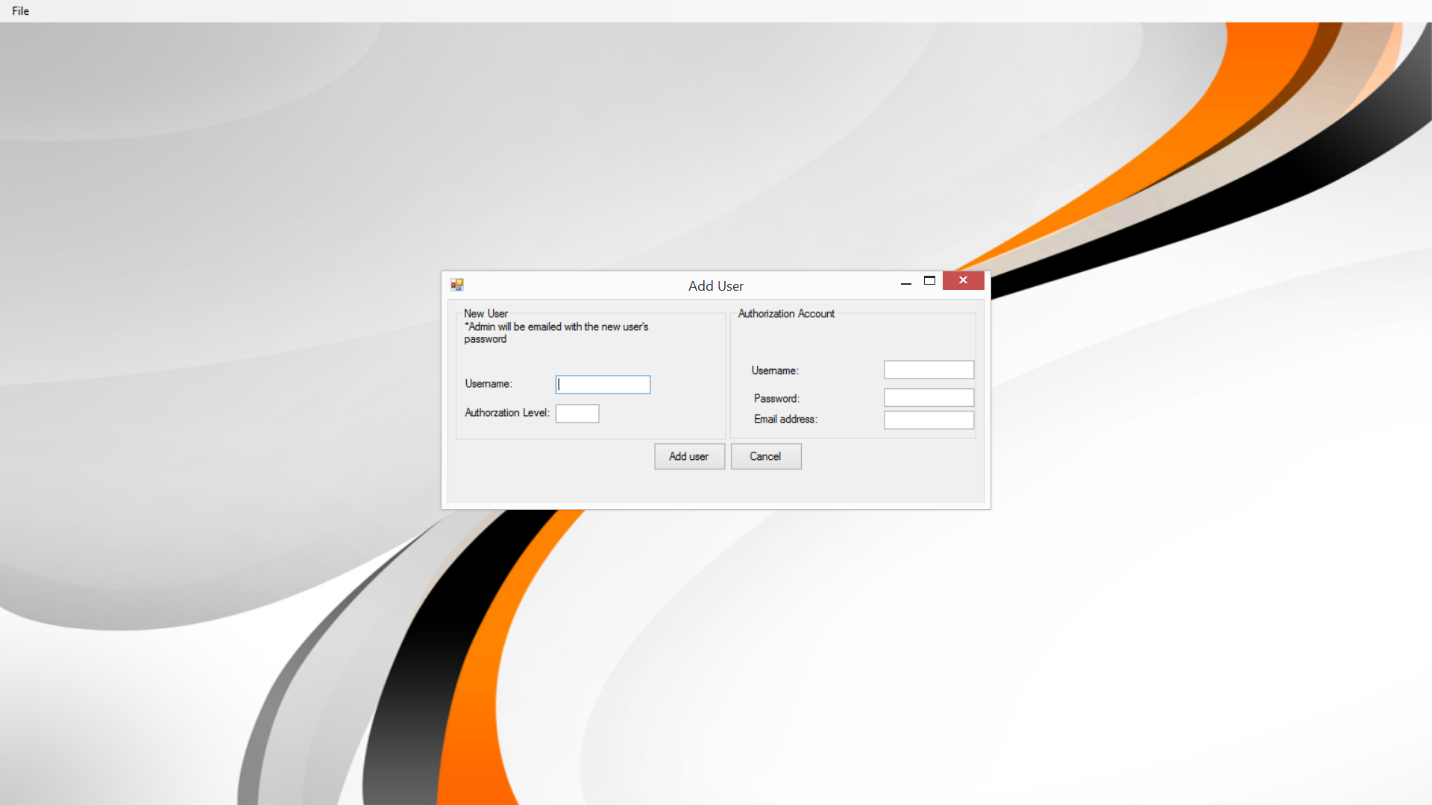 File
Add User
New User
*Admin will be emailed with the new user's
password
Username:
Authorzation Level:
Authorization Account
Username:
Password:
Email address:
Add user
Cancel